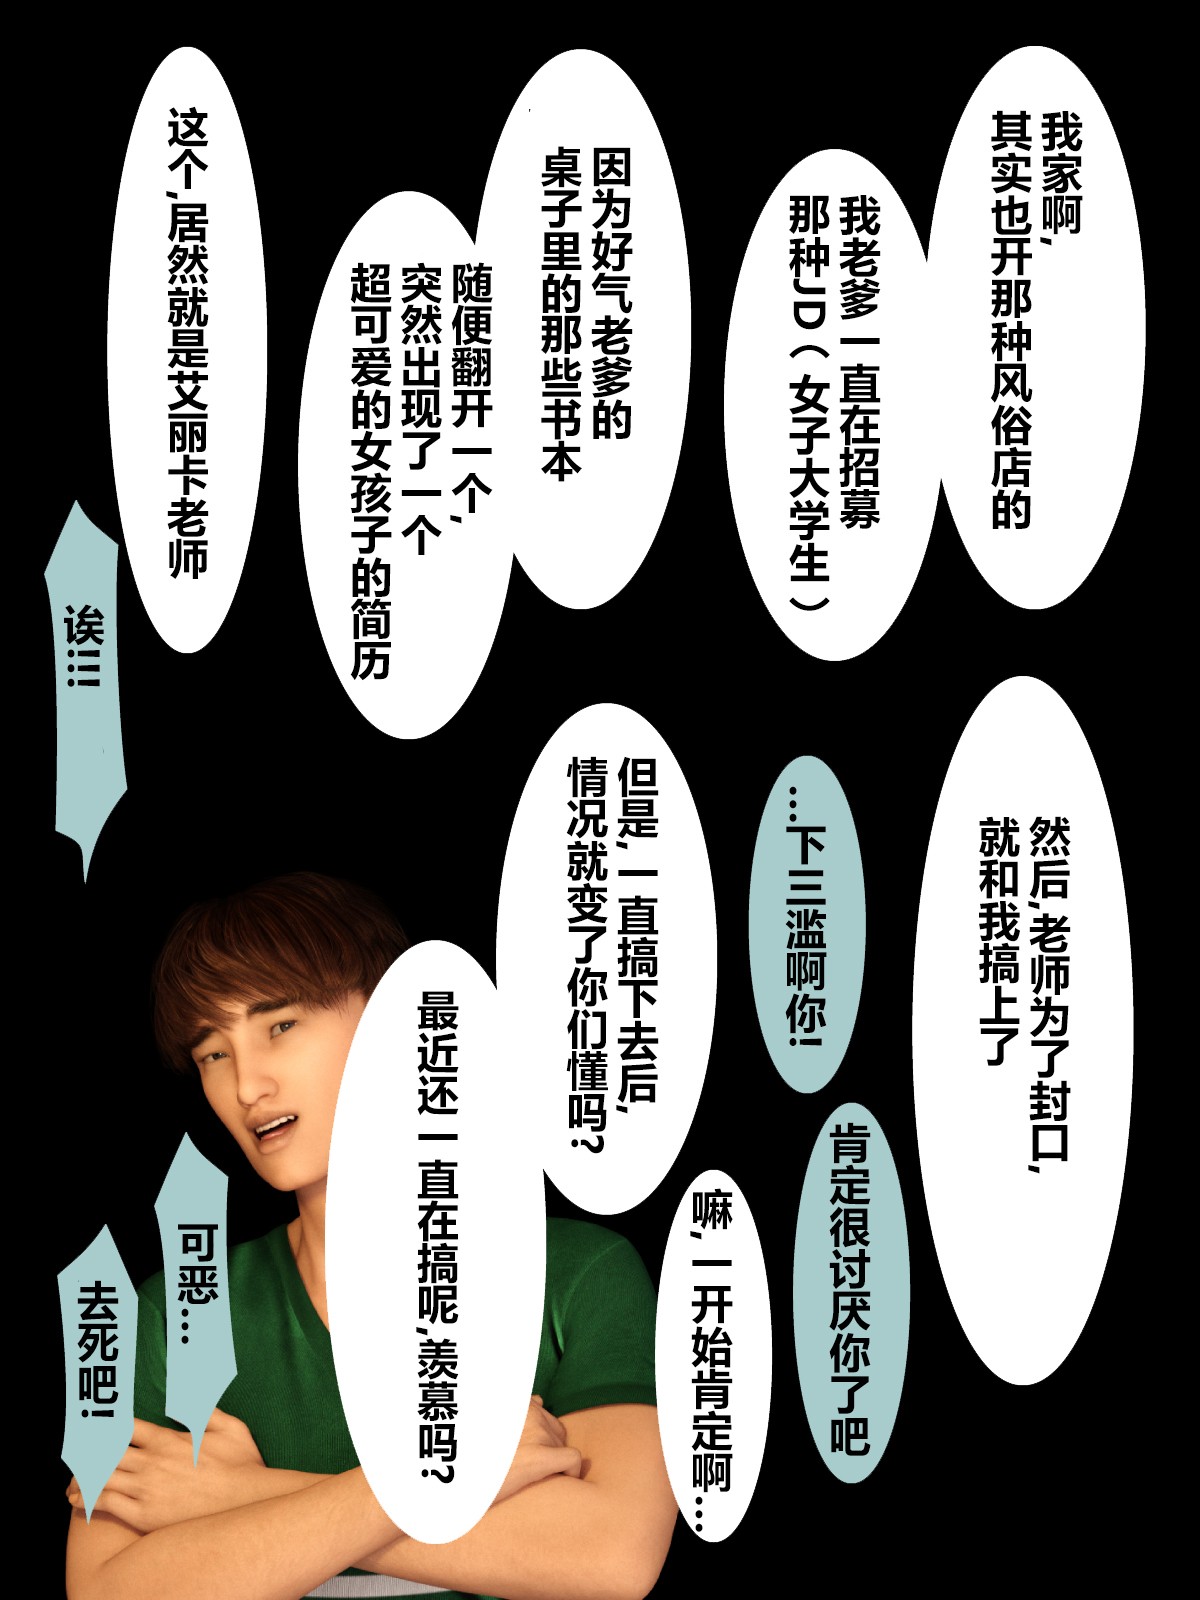 我家啊,
其实也开那种风俗店的
我老爹一直在招募
那种JD（女子大学生）
因为好气老爹的
桌子里的那些书本
随便翻开一个,
突然出现了一个
超可爱的女孩子的简历
这个,居然就是艾丽卡老师
诶!!!
然后,老师为了封口,
就和我搞上了
…下三滥啊你!
肯定很讨厌你了吧
嘛,一开始肯定啊…
但是,一直搞下去后,
情况就变了你们懂吗?
最近还一直在搞呢,羡慕吗?
可恶…
去死吧!